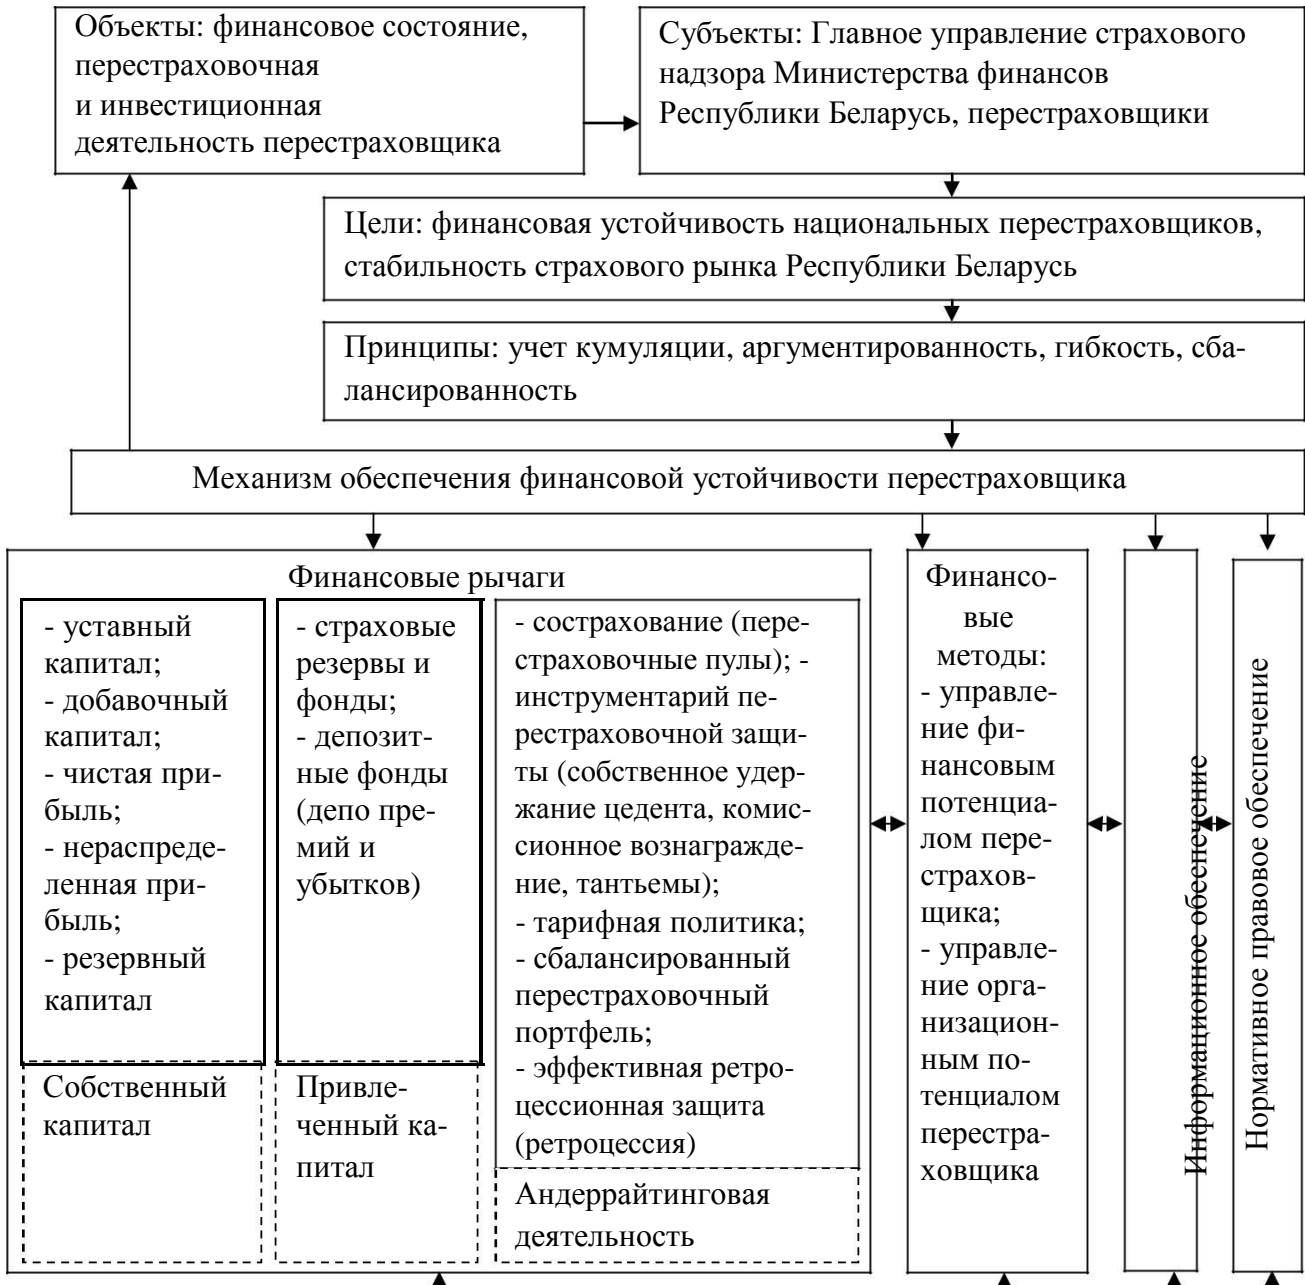 Объекты: финансовое состояние,
перестраховочная
и инвестиционная
деятельность перестраховщика
Субъекты: Главное управление страхового
надзора Министерства финансов
Республики Беларусь, перестраховщики
Цели: финансовая устойчивость национальных перестраховщиков,
стабильность страхового рынка Республики Беларусь
Принципы: учет кумуляции, аргументированность, гибкость, сба-
лансированность
Механизм обеспечения финансовой устойчивости перестраховщика
Финансовые рычаги
- уставный
капитал;
- добавочный
капитал;
- чистая при-
быль;
- нераспреде-
ленная при-
быль;
- резервный
капитал
Собственный
капитал
- страховые
резервы и
фонды;
- депозит-
ные фонды
(депо пре-
мий и
убытков)
Привле-
ченный ка-
питал
- сострахование (пере-
страховочные пулы); -
инструментарий пе-
рестраховочной защи-
ты (собственное удер-
жание цедента, комис-
сионное вознагражде-
ние, тантьемы);
- тарифная политика;
- сбалансированный
перестраховочный
портфель;
- эффективная ретро-
цессионная защита
(ретроцессия)
Андеррайтинговая
деятельность
Финансо-
вые
методы:
- управле-
ние фи-
нансовым
потенциа-
лом пере-
страхов-
щика;
- управле-
ние орга-
низацион-
ным по-
тенциалом
перестра-
ховщика
Информационное обеспечение
Нормативное правовое обеспечение